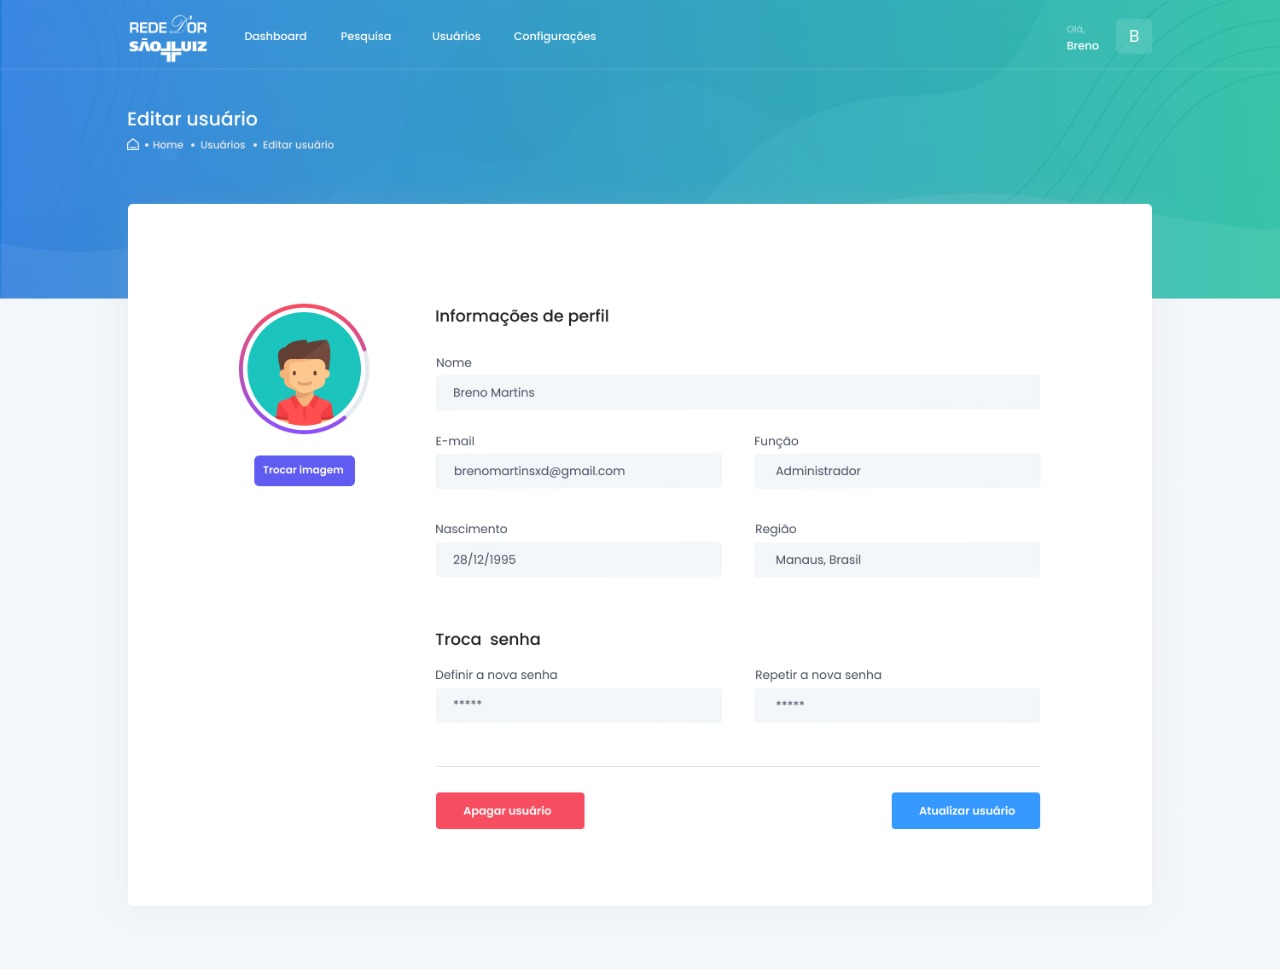 REDE D'OR
SÃO LUIZ
Dashboard Pesquisa Usuários Configurações
Olá,
Breno
B
Editar usuário
• Home • Usuários • Editar usuário
Trocar imagem
Informações de perfil
Nome
Breno Martins
E-mail Função
brenomartinsxd@gmail.com Administrador
Nascimento Região
28/12/1995 Manaus, Brasil
Troca senha
Definir a nova senha Repetir a nova senha
***** *****
Apagar usuário Atualizar usuário